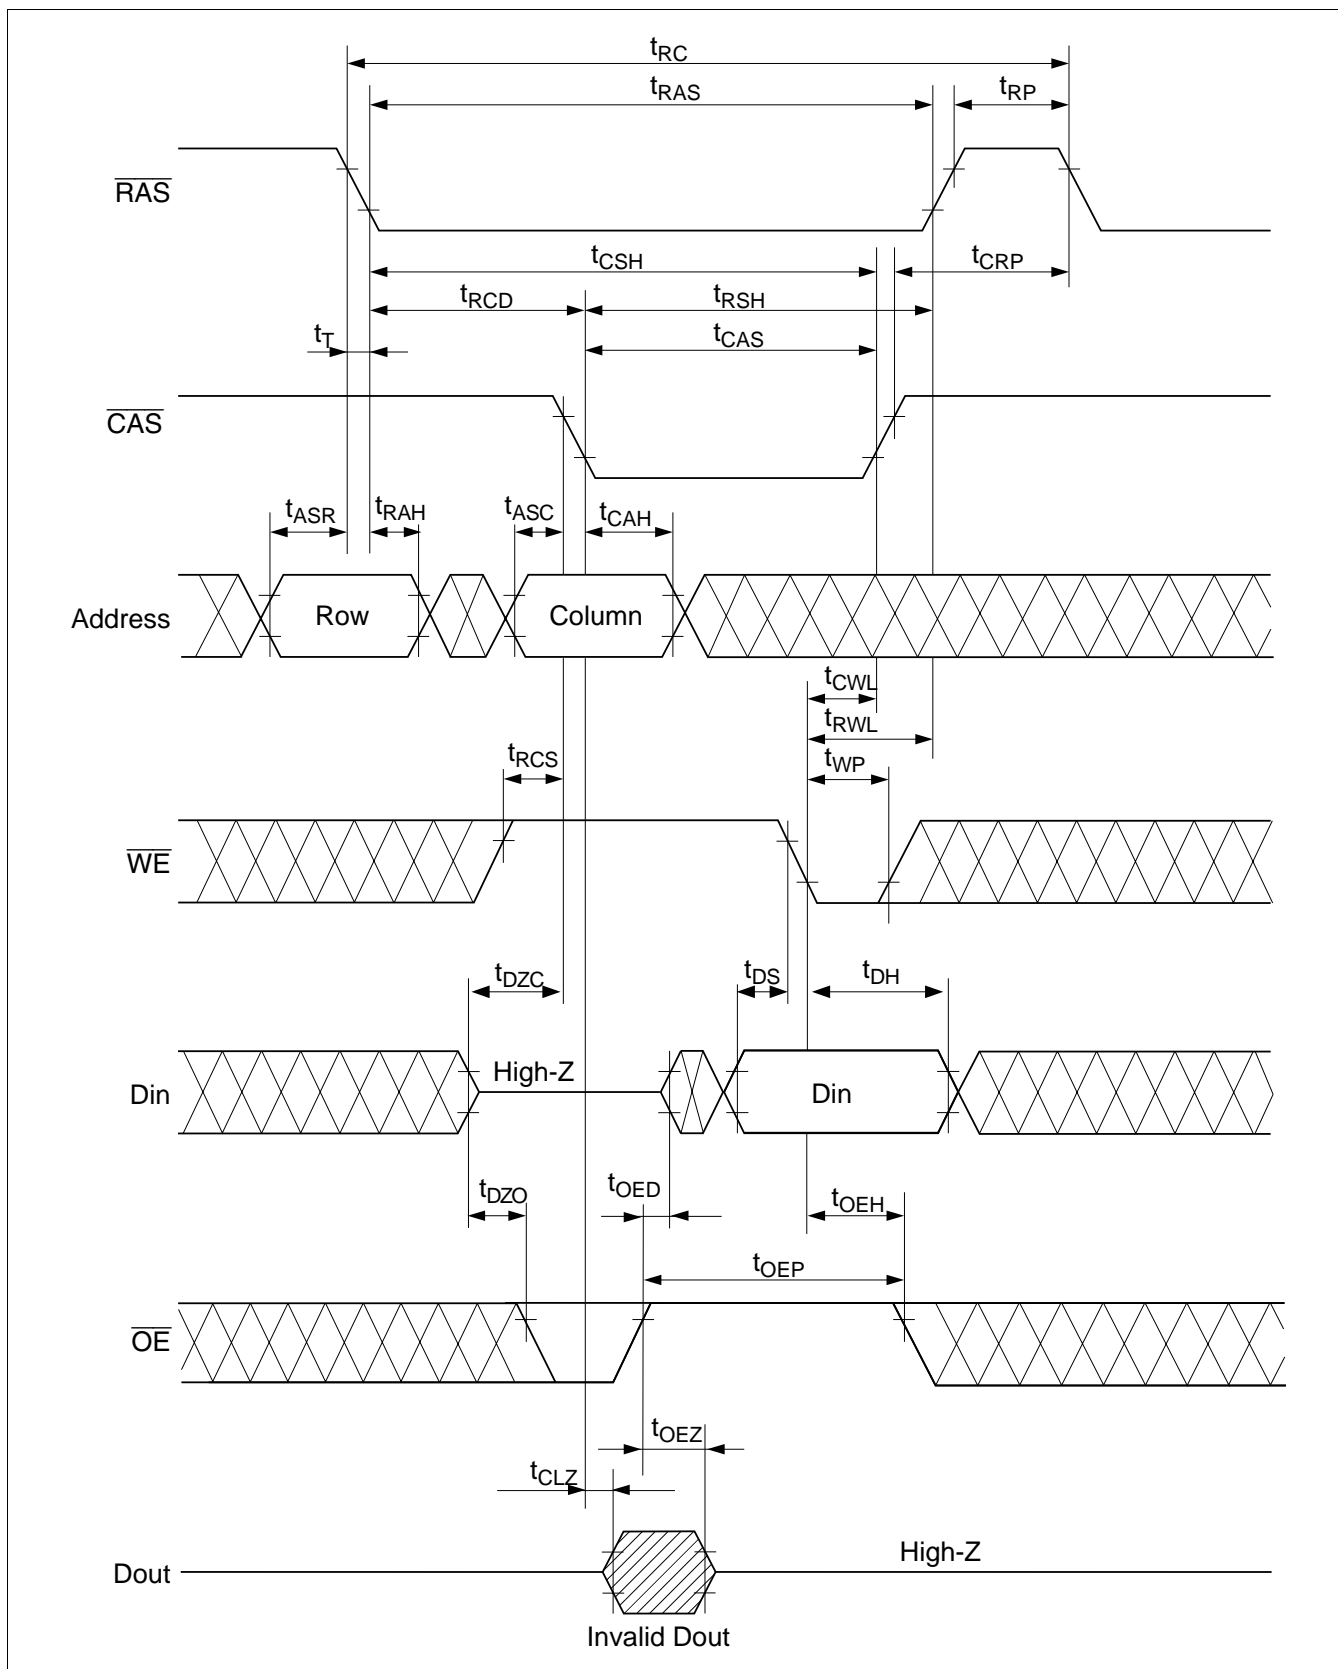 tRC
tRAS
tRP
RAS
tCSH
tCRP
tRCD
tRSH
tT
tCAS
CAS
tASR
tRAH
tASC
tCAH
Address
Row
Column
tCWL
tRWL
tRCS
tWP
WE
tDZC
tDS
tDH
High-Z
Din
Din
tDZO
tOED
tOEH
tOEP
OE
tOEZ
tCLZ
High-Z
Dout
Invalid Dout